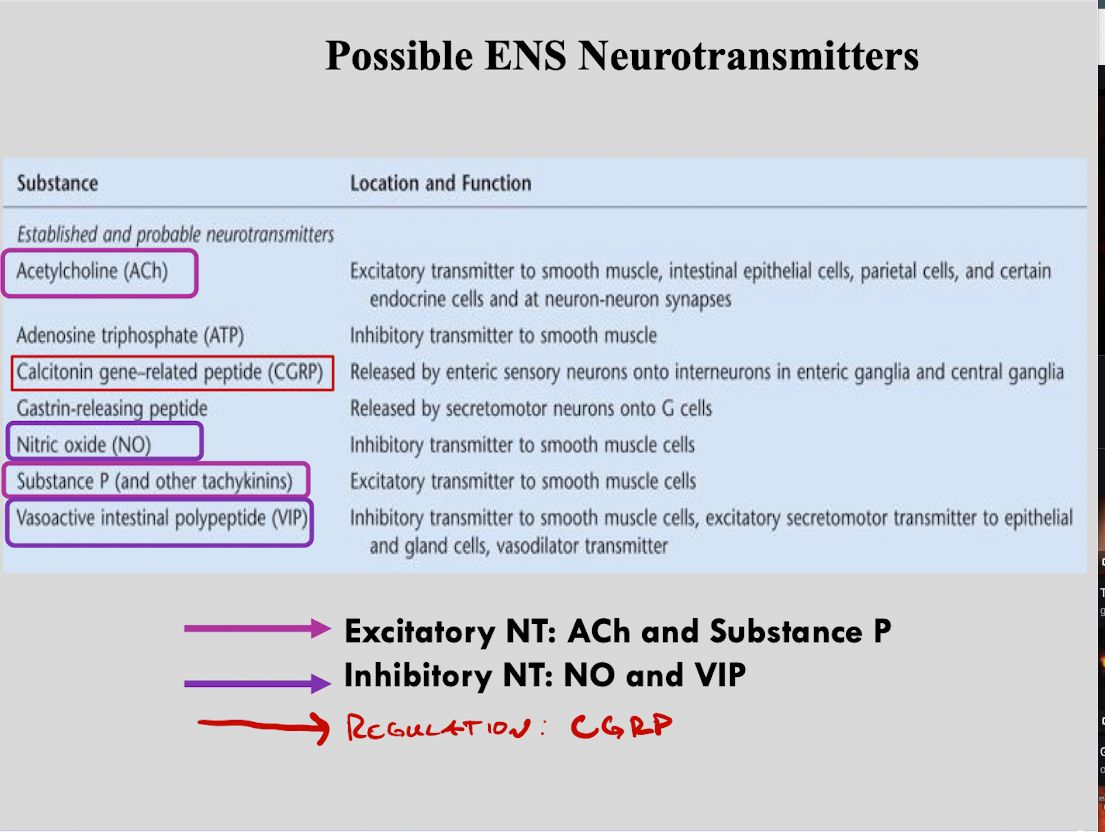 Possible ENS Neurotransmitters
Substance Location and Function
Established and probable neurotransmitters
Acetylcholine (ACh) Excitatory transmitter to smooth muscle, intestinal epithelial cells, parietal cells, and certain
endocrine cells and at neuron-neuron synapses
Adenosine triphosphate (ATP) Inhibitory transmitter to smooth muscle
Calcitonin gene–related peptide (CGRP) Released by enteric sensory neurons onto interneurons in enteric ganglia and central ganglia
Gastrin-releasing peptide Released by secretomotor neurons onto G cells
Nitric oxide (NO) Inhibitory transmitter to smooth muscle cells
Substance P (and other tachykinins) Excitatory transmitter to smooth muscle cells
Vasoactive intestinal polypeptide (VIP) Inhibitory transmitter to smooth muscle cells, excitatory secretomotor transmitter to epithelial
and gland cells, vasodilator transmitter
Excitatory NT: ACh and Substance P
Inhibitory NT: NO and VIP
REGULATION: CGRP